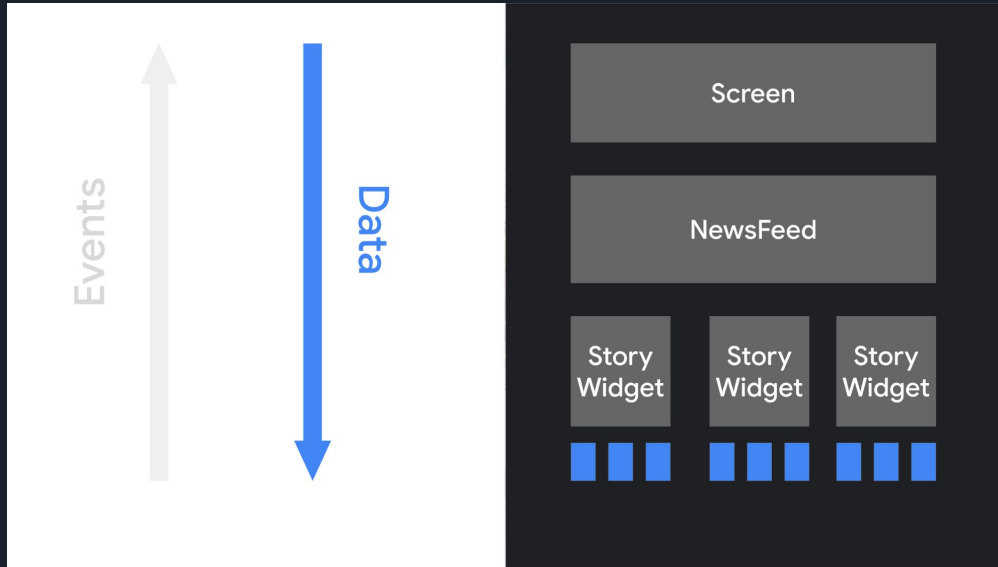 Events
Data
Screen
NewsFeed
Story
Widget
Story
Widget
Story
Widget